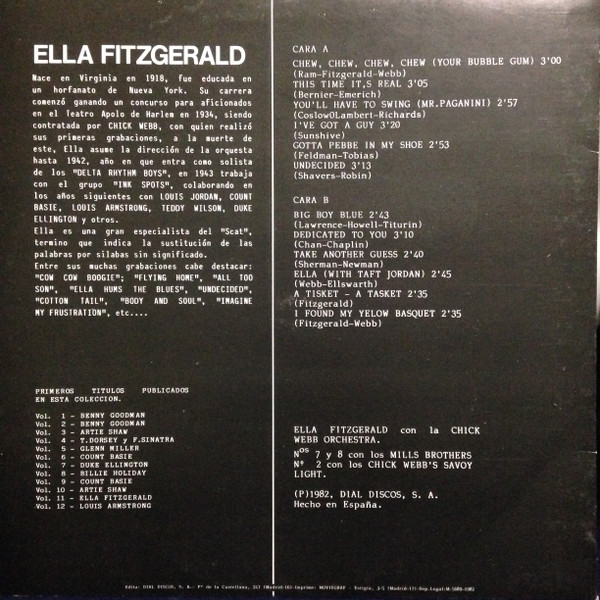 ELLA FITZGERALD
Nace en Virginia en 1918, fue educada en
un horfanato de Nueva York. Su carrera
comenzó ganando un concurso para aficionados
en el Teatro Apolo de Harlem en 1934, siendo
contratada por CHICK WEBB, con quien realizó
sus primeras grabaciones, a la muerte de
este, Ella asume la dirección de la orquesta
hasta 1942, año en que entra como solista
de los "DELTA RHYTHM BOYS", en 1943 trabaja
con el grupo "INK SPOTS", colaborando en
los años siguientes con LOUIS JORDAN, COUNT
BASIE, LOUIS ARMSTRONG, TEDDY WILSON, DUKE
ELLINGTON y otros.
Ella es una gran especialista del "Scat",
termino que indica la sustitución de las
palabras por silabas sin significado.
Entre sus muchas grabaciones cabe destacar:
"COW COW BOOGIE"; "FLYING HOME", "ALL TOO
SON", "ELLA HUMS THE BLUES", "UNDECIDED",
"COTTON TAIL", "BODY AND SOUL", "IMAGINE
MY FRUSTRATION", etc....
PRIMEROS TITULOS PUBLICADOS
EN ESTA COLECCION.
Vol. 1 - BENNY GOODMAN
Vol. 2 - BENNY GOODMAN
Vol. 3 - ARTIE SHAW
Vol. 4 - T.DORSEY y F.SINATRA
Vol. 5 - GLENN MILLER
Vol. 6 - COUNT BASIE
Vol. 7 - DUKE ELLINGTON
Vol. 8 - BILLIE HOLIDAY
Vol. 9 - COUNT BASIE
Vol. 10 - ARTIE SHAW
Vol. 11 - ELLA FITZGERALD
Vol. 12 - LOUIS ARMSTRONG
CARA A
CHEW, CHEW, CHEW, CHEW (YOUR BUBBLE GUM) 3'00
(Ram-Fitzgerald-Webb)
THIS TIME IT,S REAL 3'05
(Bernier-Emerich)
YOU'LL HAVE TO SWING (MR.PAGANINI) 2'57
(Coslow0Lambert-Richards)
I'VE GOT A GUY 3'20
(Sunshive)
GOTTA PEBBE IN MY SHOE 2'53
(Feldman-Tobias)
UNDECIDED 3'13
(Shavers-Robin)
CARA B
BIG BOY BLUE 2'43
(Lawrence-Howell-Titurin)
DEDICATED TO YOU 3'10
(Chan-Chaplin)
TAKE ANOTHER GUESS 2'40
(Sherman-Newman)
ELLA (WITH TAFT JORDAN) 2'45
(Webb-Ellswarth)
A TISKET - A TASKET 2'35
(Fitzgerald)
I FOUND MY YELOW BASQUET 2'35
(Fitzgerald-Webb)
ELLA FITZGERALD con la CHICK
WEBB ORCHESTRA.
Nos 7 y 8 con los MILLS BROTHERS
Nº 2 con los CHICK WEBB'S SAVOY
LIGHT.
(P)1982, DIAL DISCOS, S. A.
Hecho en España.
Edita: DIAL DISCOS, S. A.- Pº de la Castellana,